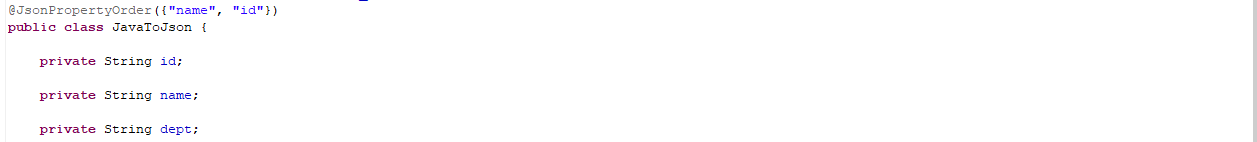 @JsonPropertyOrder({"name", "id"})
public class JavaToJson {
private String id;
private String name;
private String dept;